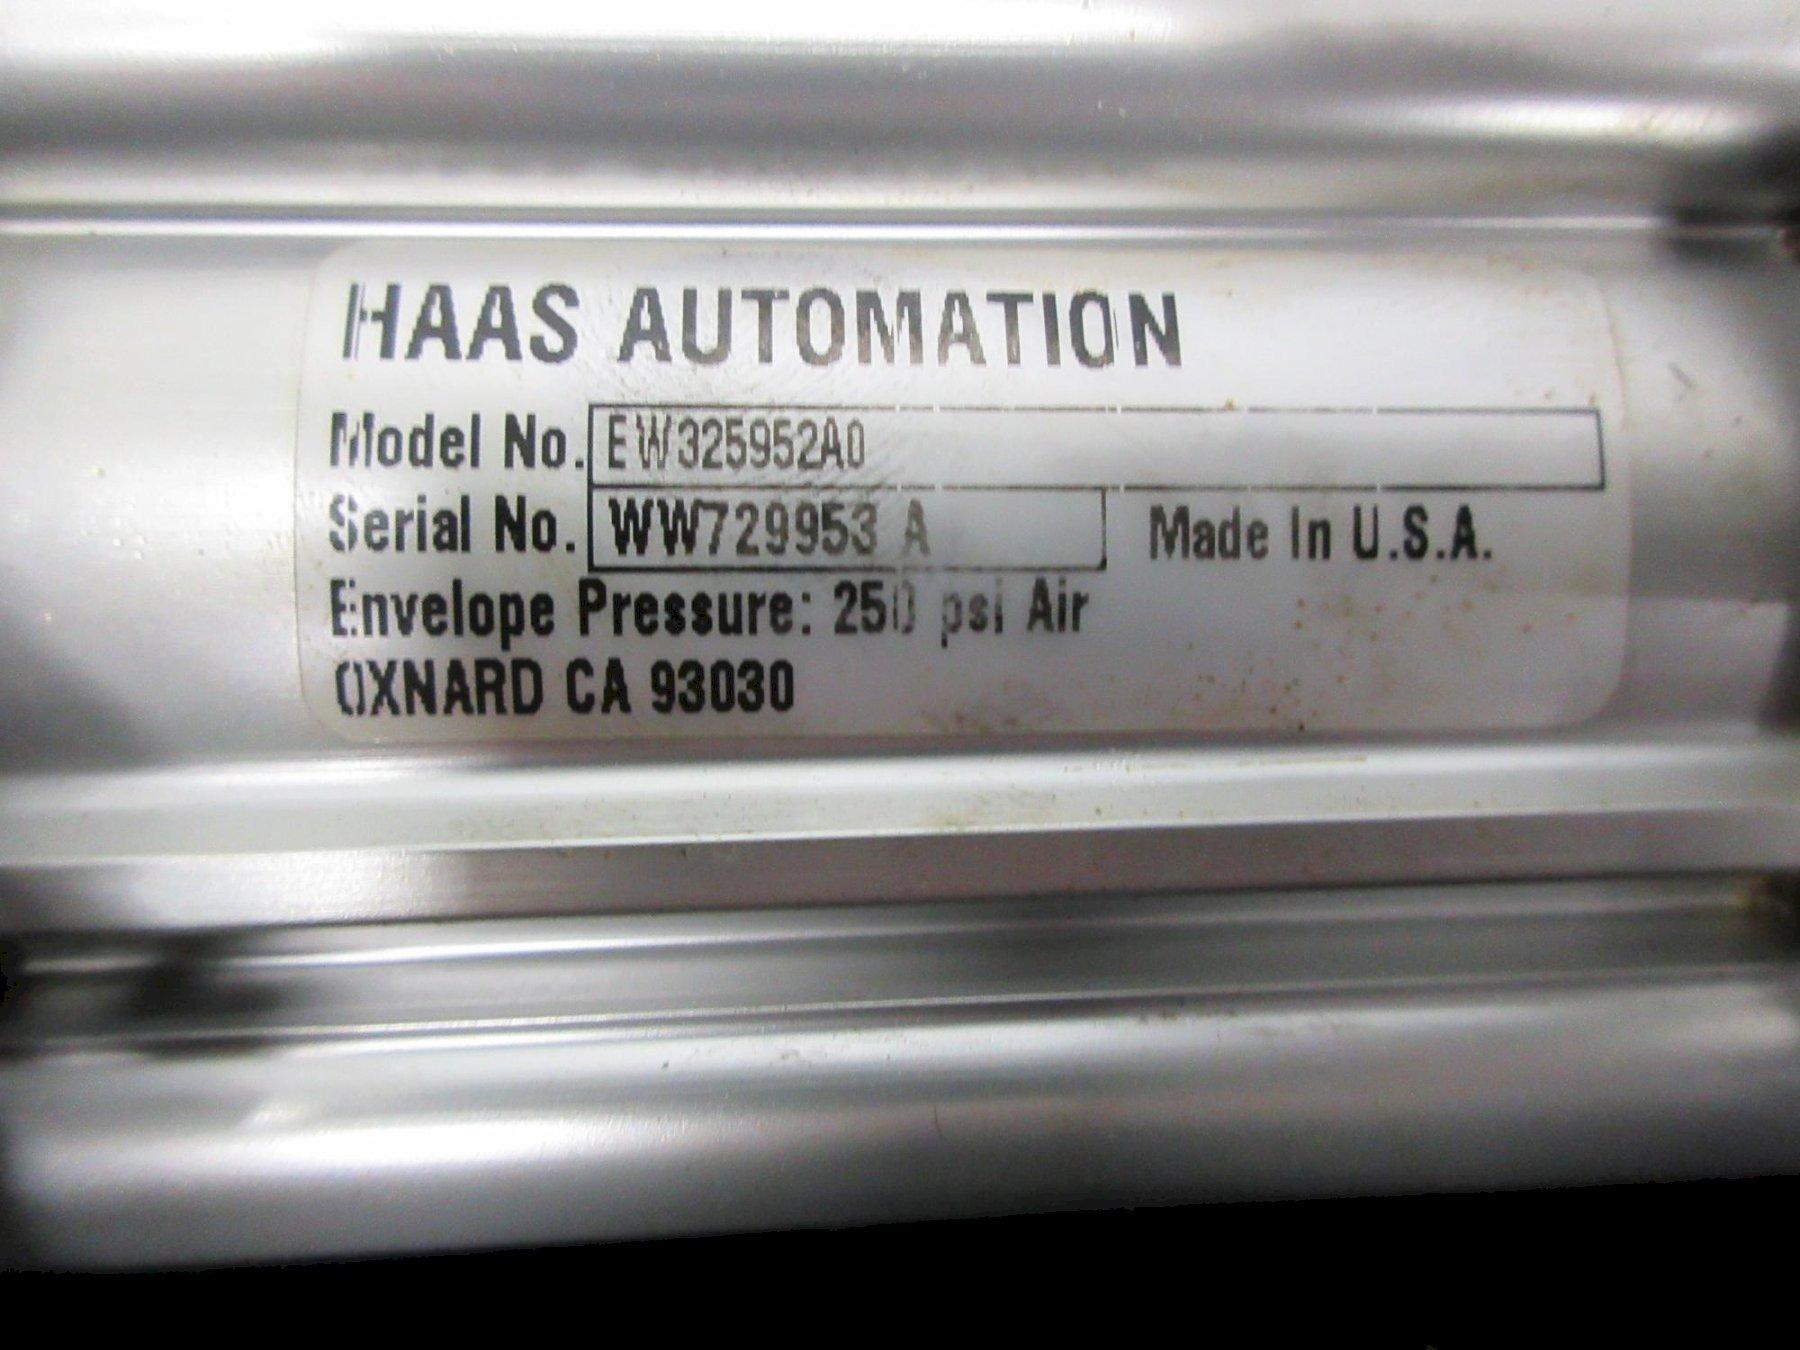 HAAS AUTOMATION
Model No. EW325952A0
Serial No. WW729953 A Made In U.S.A.
Envelope Pressure: 250 psi Air
OXNARD CA 93030